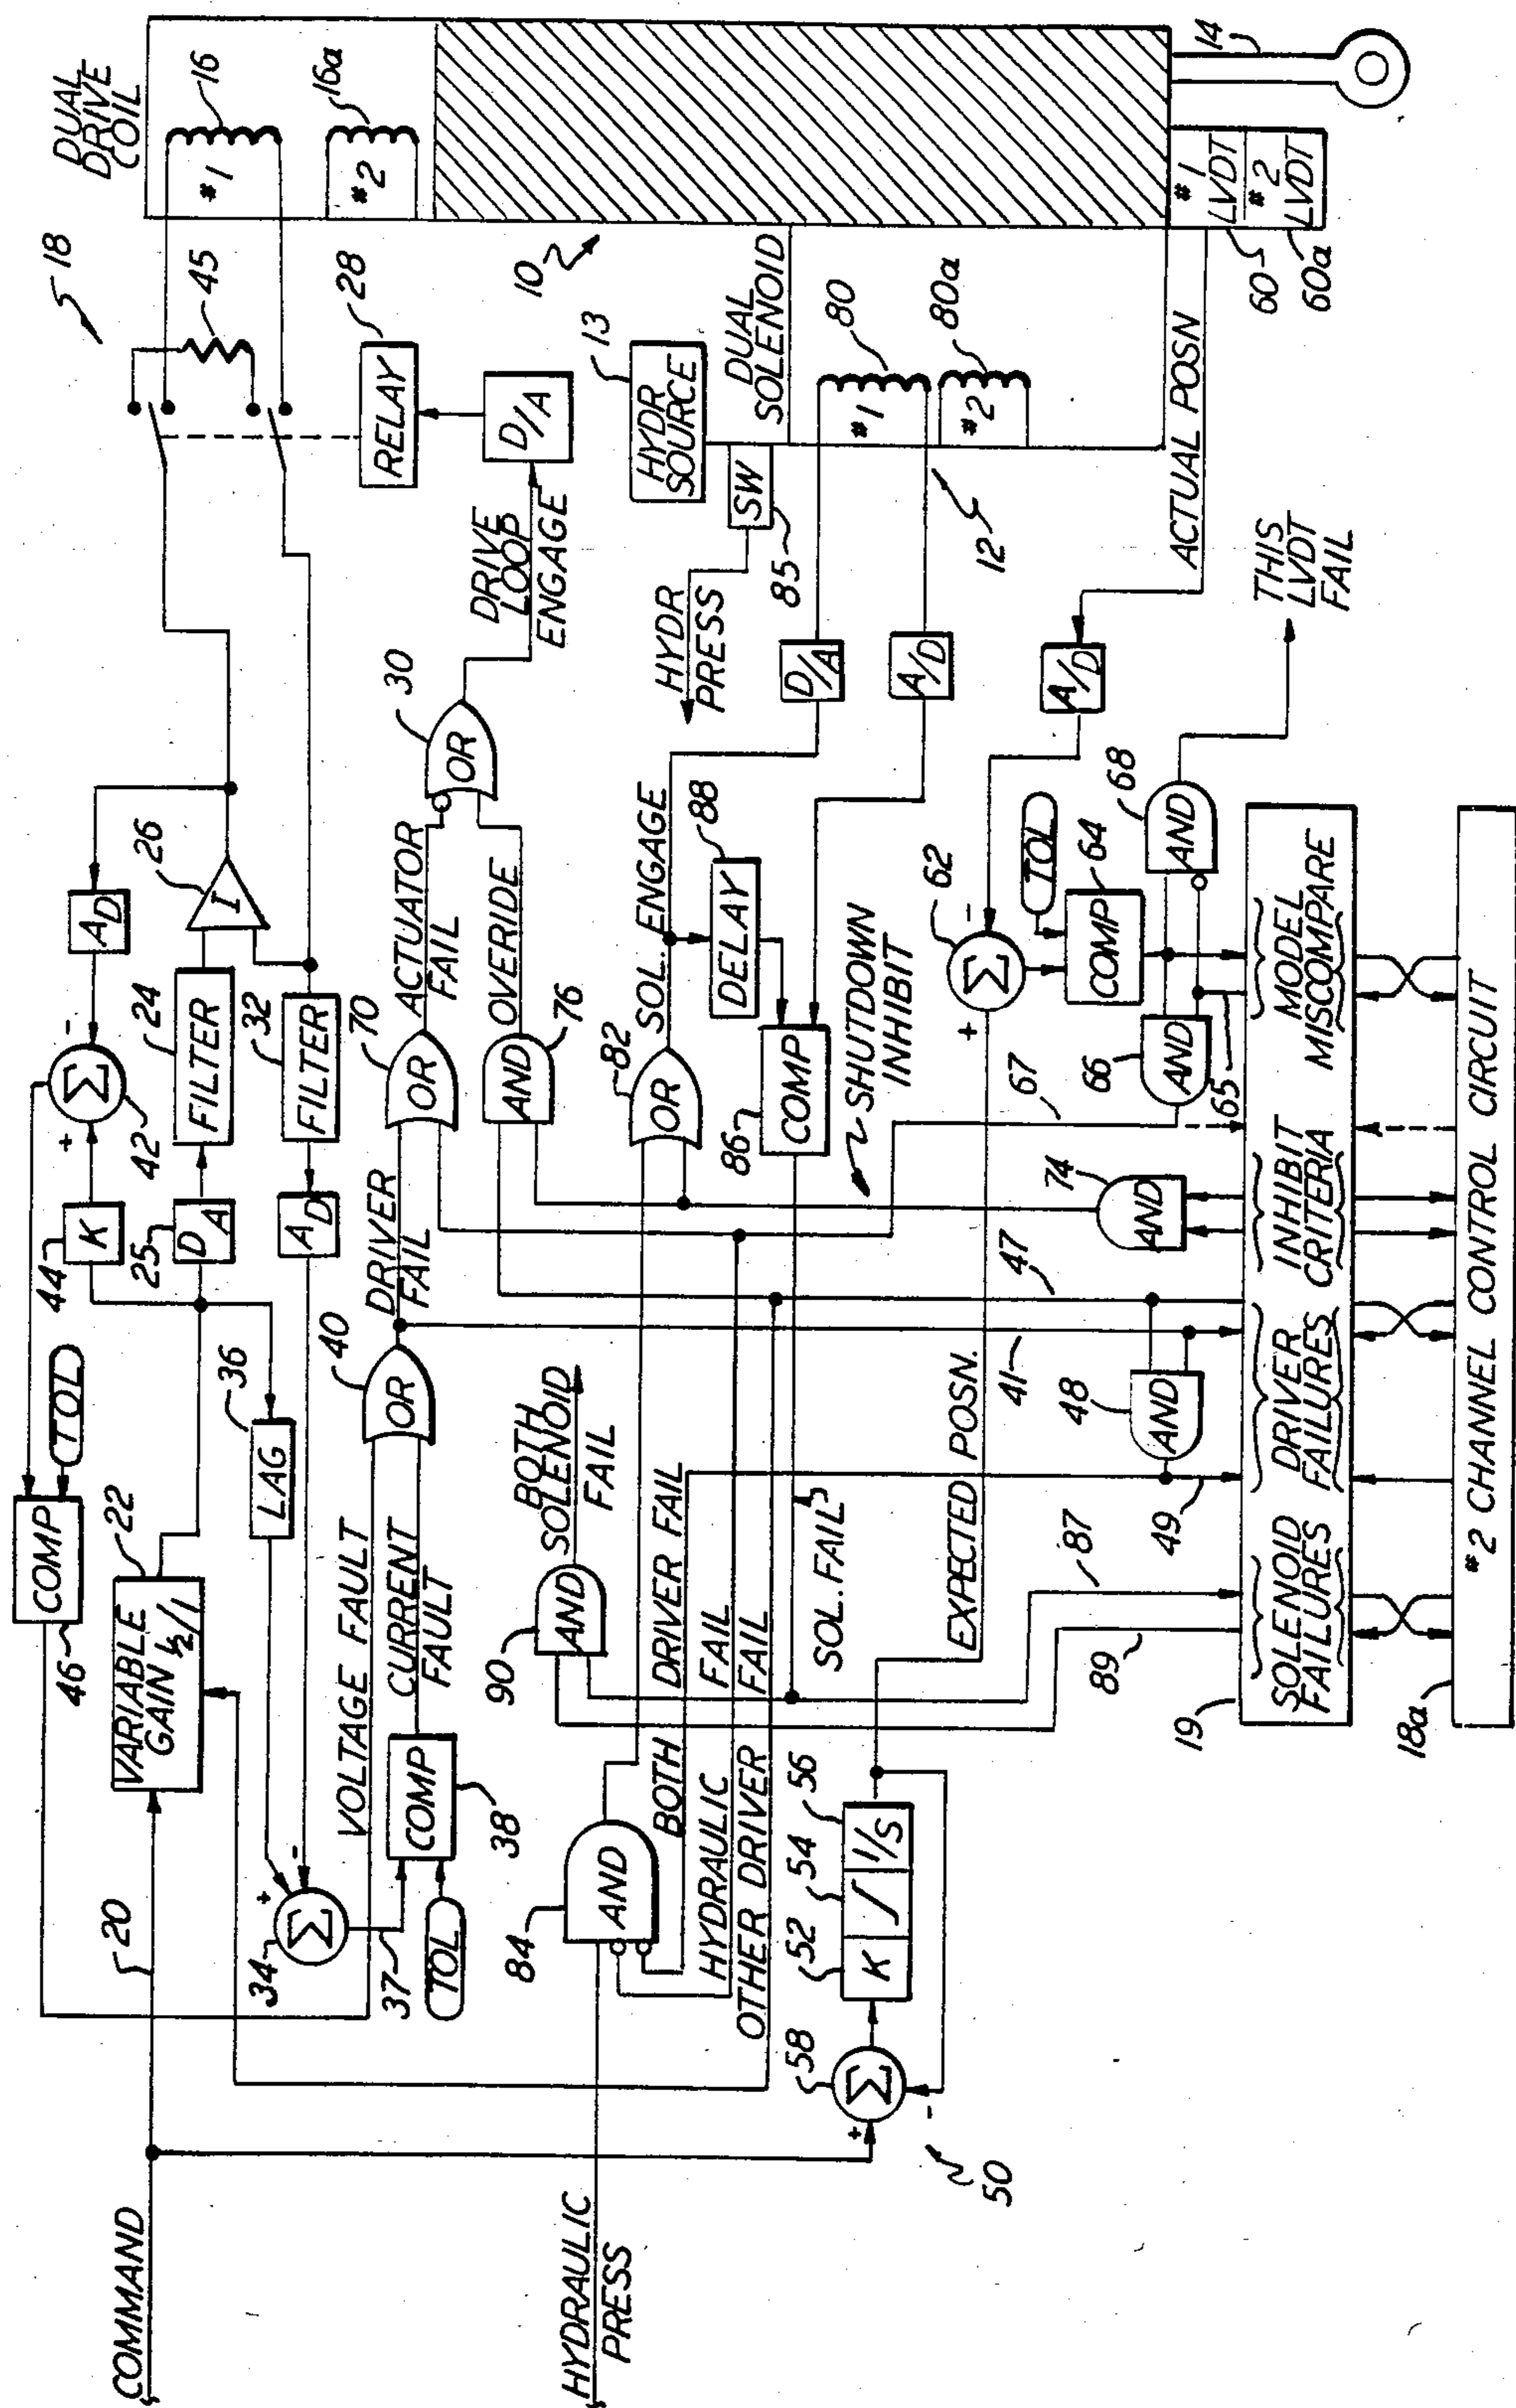 COMMAND
20
VARIABLE
GAIN 1/2/1
22
COMP
46
TOL
44
K
25
D
A
42
Σ
+
-
A
D
24
FILTER
26
I
32
FILTER
A
D
36
LAG
34
Σ
+
-
37
TOL
COMP
38
VOLTAGE FAULT
CURRENT
FAULT
40
OR
DRIVER
FAIL
70
OR
ACTUATOR
FAIL
OVERRIDE
AND
76
30
OR
DRIVE
LOOP
ENGAGE
D/A
RELAY
28
18
45
DUAL
DRIVE
COIL
#1
16
#2
16a
10
13
HYDR
SOURCE
SW
85
HYDR
PRESS
DUAL
SOLENOID
80
#1
#2
80a
12
D/A
A/D
A/D
ACTUAL POSN
14
#1
LVDT
#2
LVDT
60
60a
HYDRAULIC
PRESS
84
AND
BOTH DRIVER FAIL
HYDRAULIC FAIL
OTHER DRIVER FAIL
90
AND
BOTH
SOLENOID
FAIL
82
OR
SOL. ENGAGE
88
DELAY
86
COMP
SHUTDOWN
INHIBIT
SOL. FAIL
50
58
Σ
+
-
52
54
56
K
∫
1/S
EXPECTED POSN.
62
Σ
+
-
TOL
64
COMP
66
AND
67
65
68
AND
THIS
LVDT
FAIL
74
AND
47
41
48
AND
49
87
89
19
SOLENOID
FAILURES
DRIVER
FAILURES
INHIBIT
CRITERIA
MODEL
MISCOMPARE
18a
#2 CHANNEL CONTROL CIRCUIT